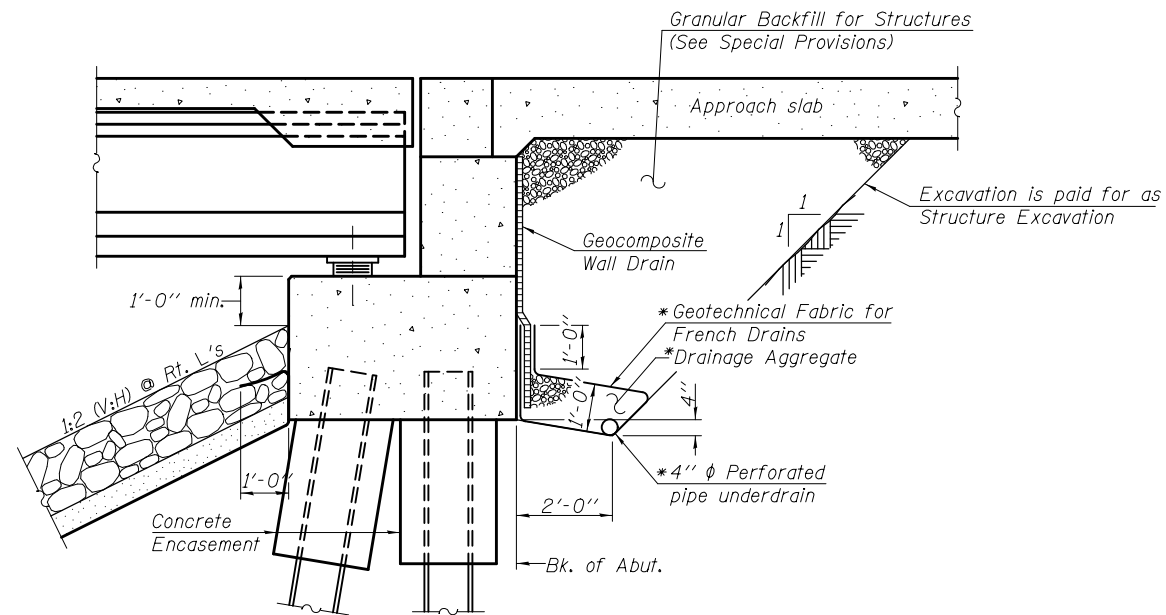 Granular Backfill for Structures
(See Special Provisions)
Approach slab
Excavation is paid for as
Structure Excavation
1
1
Geocomposite
Wall Drain
1'-0'' min.
* Geotechnical Fabric for
French Drains
*Drainage Aggregate
1'-0''
1'-0''
4''
1:2 (V:H) @ Rt. L's
*4'' ϕ Perforated
pipe underdrain
1'-0''
2'-0''
Concrete
Encasement
Bk. of Abut.